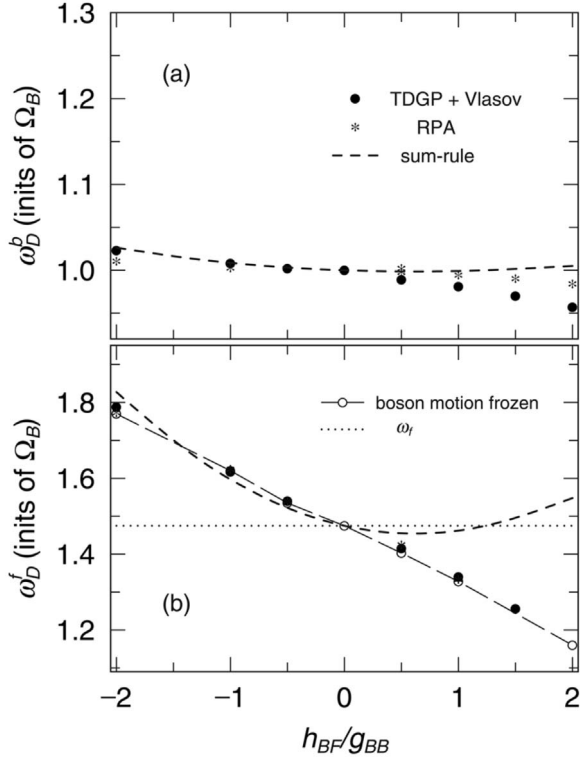 1.3
(a)
TDGP + Vlasov
1.2
RPA
sum-rule
1.1
1.0
ω_D^b (inits of Ω_B)
1.8
boson motion frozen
ω_f
1.6
1.4
(b)
1.2
ω_D^f (inits of Ω_B)
−2 −1 0 1 2
h_BF/g_BB